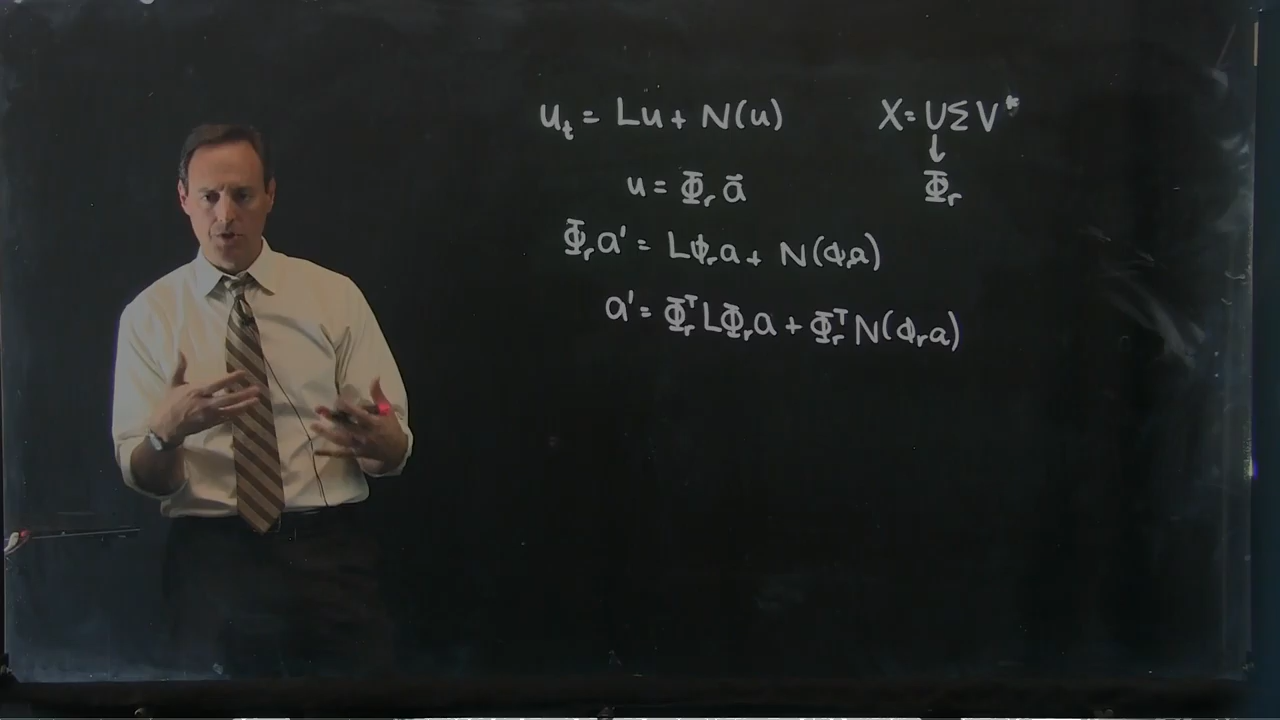 u_t = Lu + N(u)
X = UΣV*
↓
Φ_r
u = Φ_r a⃗
Φ_r a' = Lϕ_r a + N(ϕ_r a)
a' = Φ_r^T LΦ_r a + Φ_r^T N(ϕ_r a)